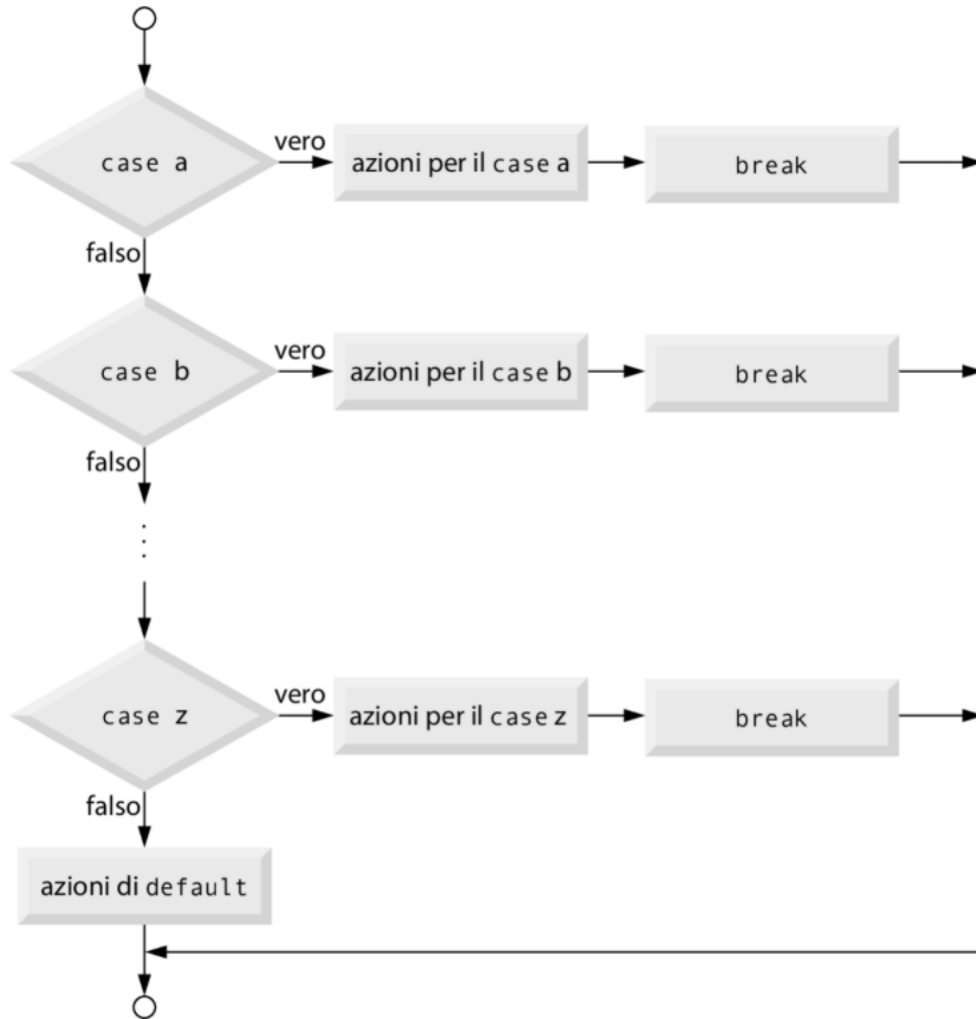 case a
vero
azioni per il case a
break
falso
case b
vero
azioni per il case b
break
falso
case z
vero
azioni per il case z
break
falso
azioni di default